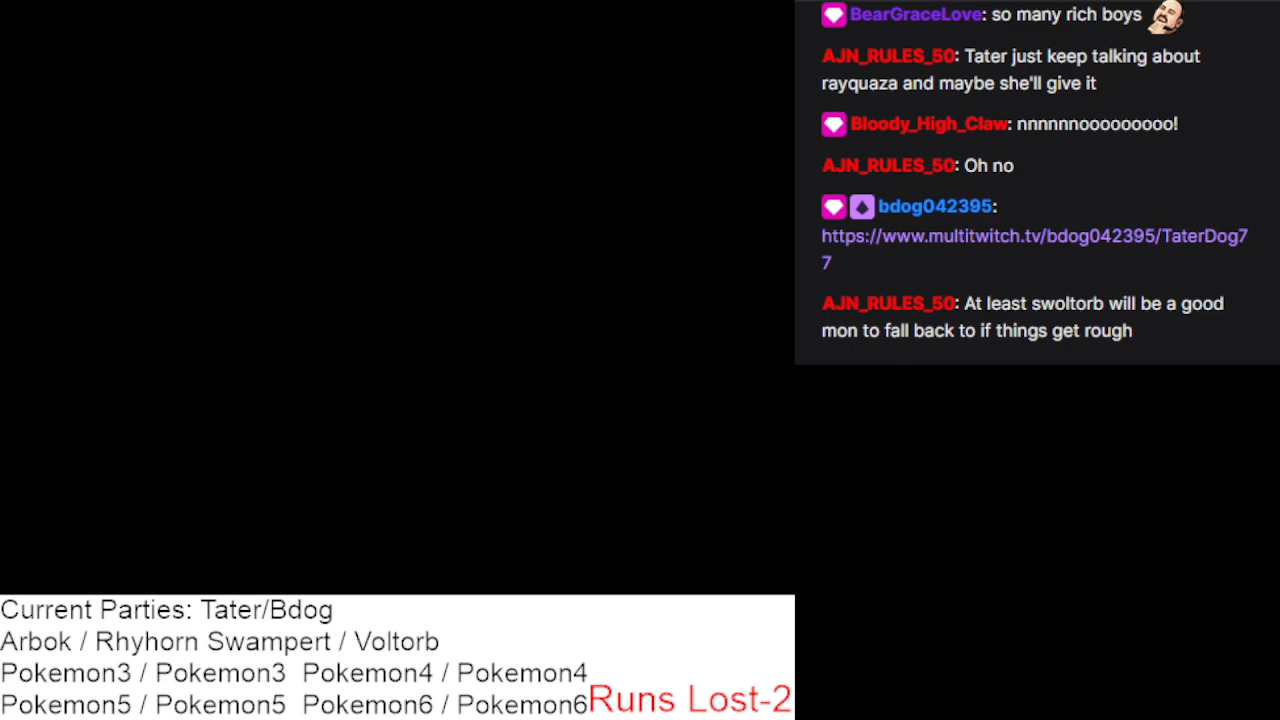 BearGraceLove: so many rich boys
AJN_RULES_50: Tater just keep talking about
rayquaza and maybe she'll give it
Bloody_High_Claw: nnnnnnooooooooo!
AJN_RULES_50: Oh no
bdog042395:
https://www.multitwitch.tv/bdog042395/TaterDog7
7
AJN_RULES_50: At least swoltorb will be a good
mon to fall back to if things get rough
Current Parties: Tater/Bdog
Arbok / Rhyhorn Swampert / Voltorb
Pokemon3 / Pokemon3  Pokemon4 / Pokemon4
Pokemon5 / Pokemon5  Pokemon6 / Pokemon6
Runs Lost-2